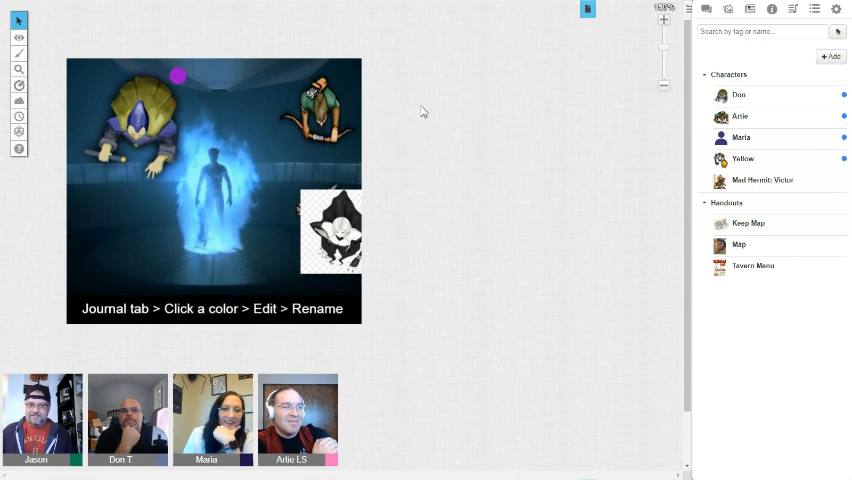 150%
Search by tag or name...
+ Add
Characters
Don
Artie
Maria
Yellow
Mad Hermit: Victor
Handouts
Keep Map
Map
Tavern Menu
Journal tab > Click a color > Edit > Rename
Jason
Don T.
Maria
Artie LS